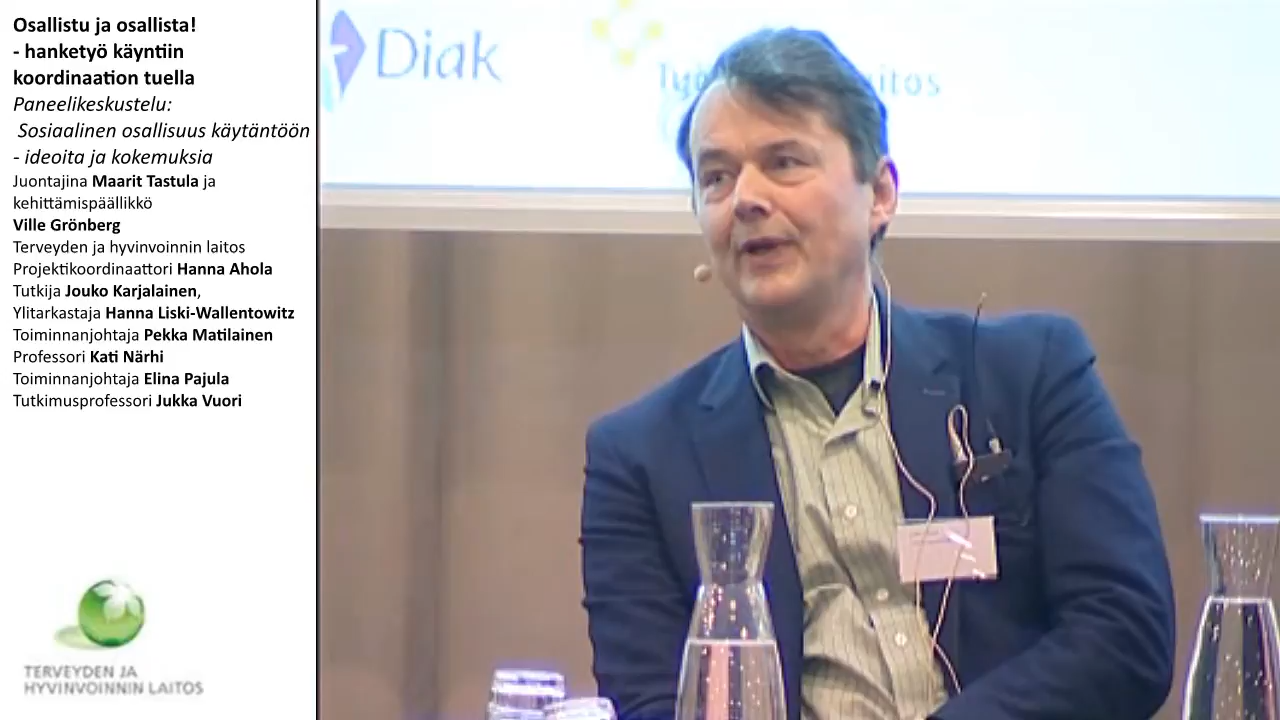 Osallistu ja osallista!
- hanketyö käyntiin
koordinaation tuella
Paneelikeskustelu:
Sosiaalinen osallisuus käytäntöön
- ideoita ja kokemuksia
Juontajina Maarit Tastula ja
kehittämispäällikkö
Ville Grönberg
Terveyden ja hyvinvoinnin laitos
Projektikoordinaattori Hanna Ahola
Tutkija Jouko Karjalainen,
Ylitarkastaja Hanna Liski-Wallentowitz
Toiminnanjohtaja Pekka Matilainen
Professori Kati Närhi
Toiminnanjohtaja Elina Pajula
Tutkimusprofessori Jukka Vuori
TERVEYDEN JA
HYVINVOINNIN LAITOS
Diak